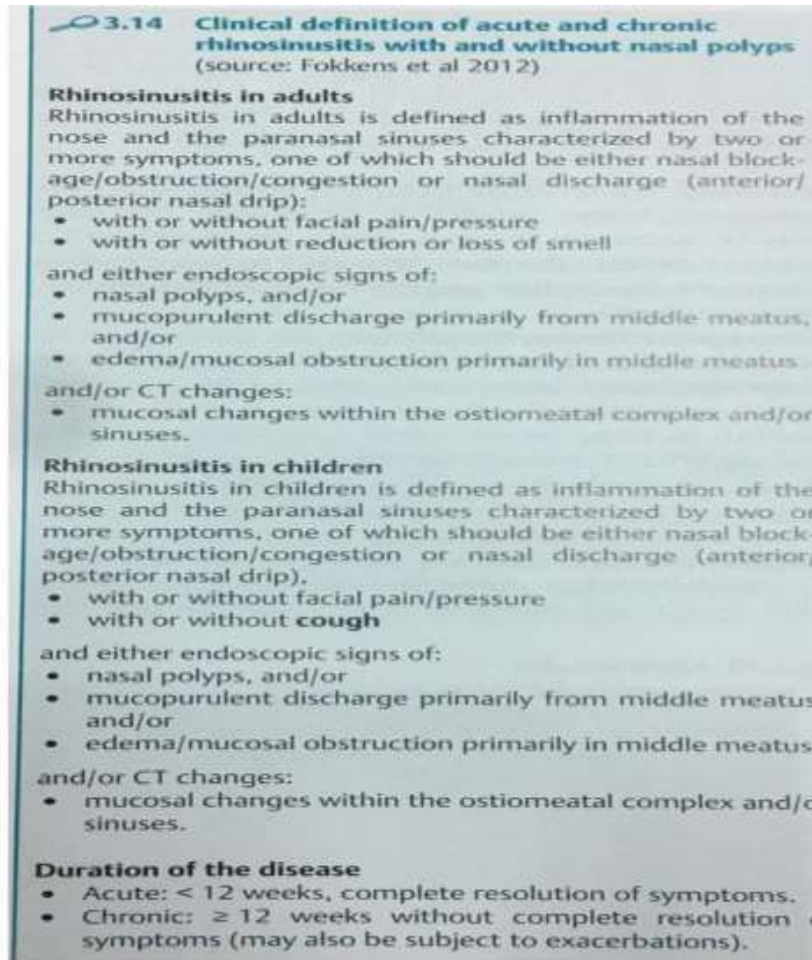 3.14 Clinical definition of acute and chronic
rhinosinusitis with and without nasal polyps
(source: Fokkens et al 2012)
Rhinosinusitis in adults
Rhinosinusitis in adults is defined as inflammation of the
nose and the paranasal sinuses characterized by two or
more symptoms, one of which should be either nasal block-
age/obstruction/congestion or nasal discharge (anterior/
posterior nasal drip):
• with or without facial pain/pressure
• with or without reduction or loss of smell
and either endoscopic signs of:
• nasal polyps, and/or
• mucopurulent discharge primarily from middle meatus,
and/or
• edema/mucosal obstruction primarily in middle meatus
and/or CT changes:
• mucosal changes within the ostiomeatal complex and/or
sinuses.
Rhinosinusitis in children
Rhinosinusitis in children is defined as inflammation of the
nose and the paranasal sinuses characterized by two or
more symptoms, one of which should be either nasal block-
age/obstruction/congestion or nasal discharge (anterior/
posterior nasal drip),
• with or without facial pain/pressure
• with or without cough
and either endoscopic signs of:
• nasal polyps, and/or
• mucopurulent discharge primarily from middle meatus
and/or
• edema/mucosal obstruction primarily in middle meatus
and/or CT changes:
• mucosal changes within the ostiomeatal complex and/
sinuses.
Duration of the disease
• Acute: < 12 weeks, complete resolution of symptoms.
• Chronic: ≥ 12 weeks without complete resolution
symptoms (may also be subject to exacerbations).